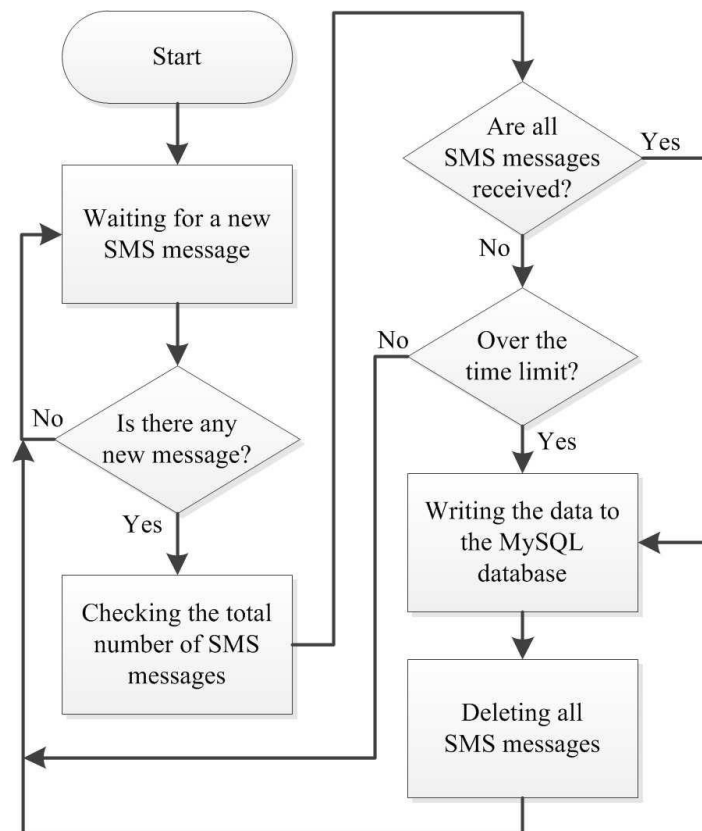 Start
Waiting for a new
SMS message
No
Is there any
new message?
Yes
Checking the total
number of SMS
messages
Are all
SMS messages
received?
Yes
No
No
Over the
time limit?
Yes
Writing the data to
the MySQL
database
Deleting all
SMS messages